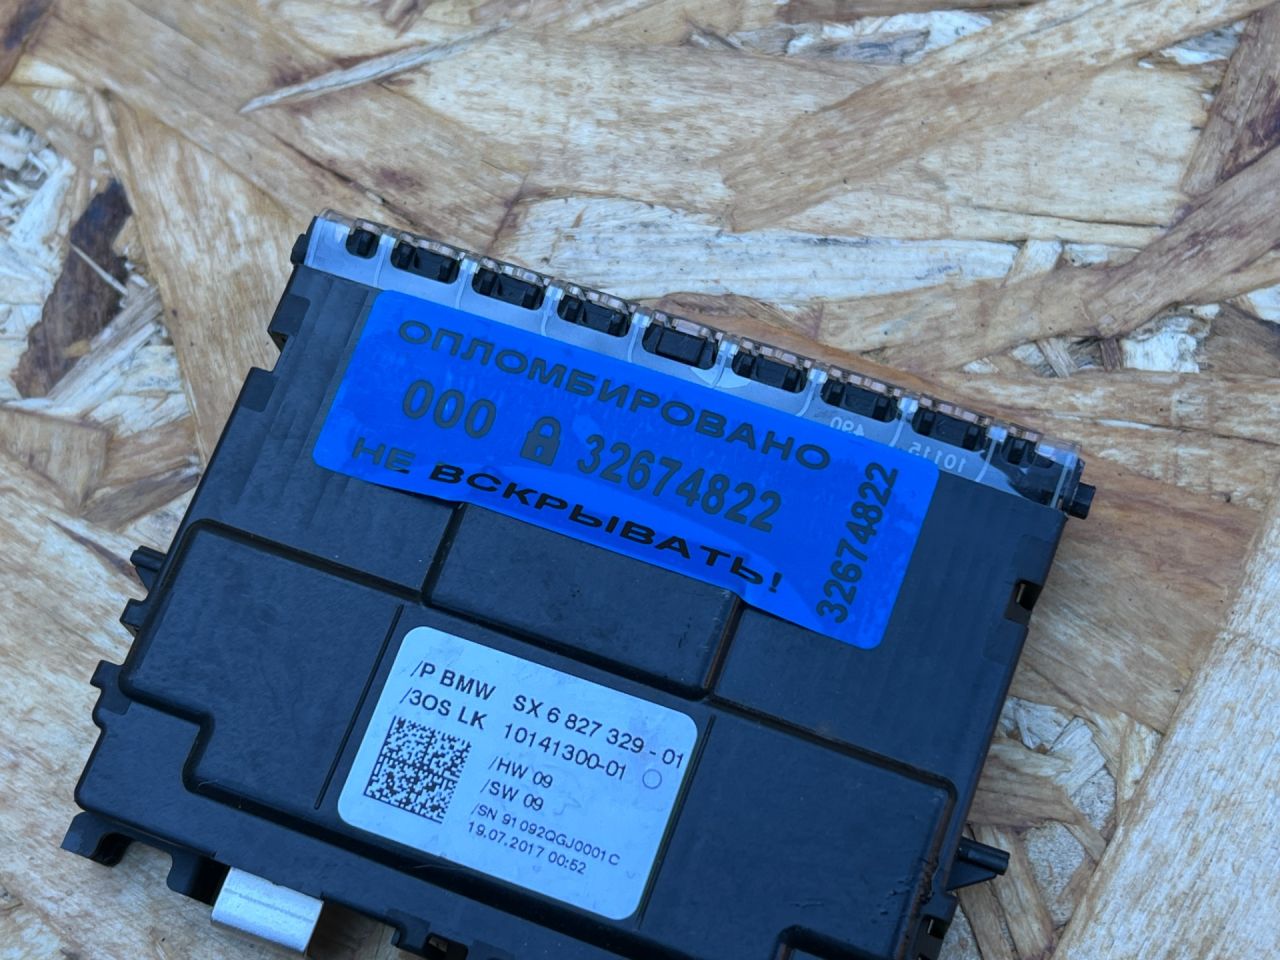 ОПЛОМБИРОВАНО
000 32674822
НЕ ВСКРЫВАТЬ!
32674822
/P BMW SX 6 827 329 - 01
/3OS LK 10141300-01
/HW 09
/SW 09
/SN 91092QGJ0001C
19.07.2017 00:52
10115